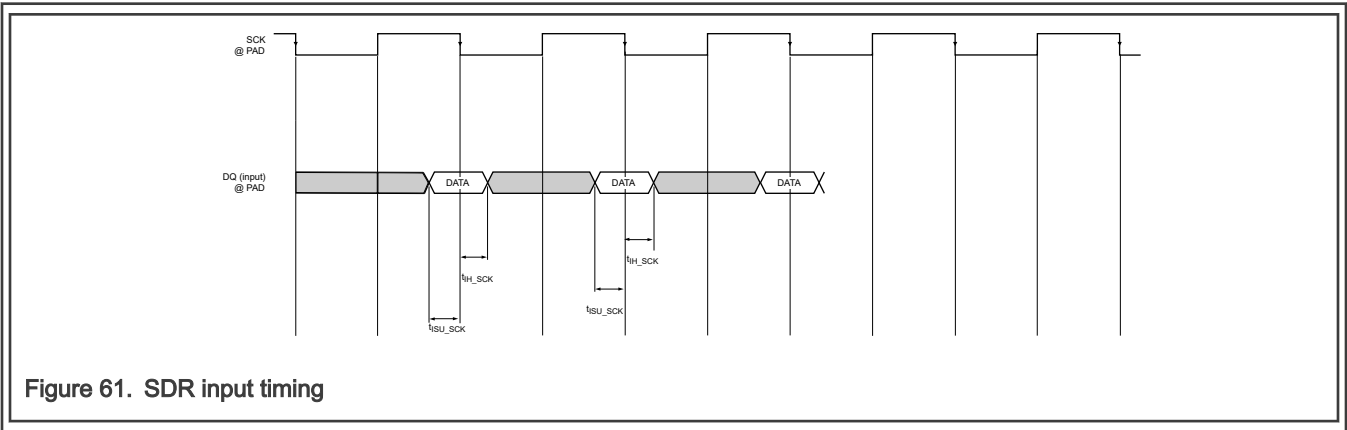 SCK
@ PAD
DQ (input)
@ PAD
DATA
DATA
DATA
tIH_SCK
tIH_SCK
tISU_SCK
tISU_SCK
Figure 61. SDR input timing